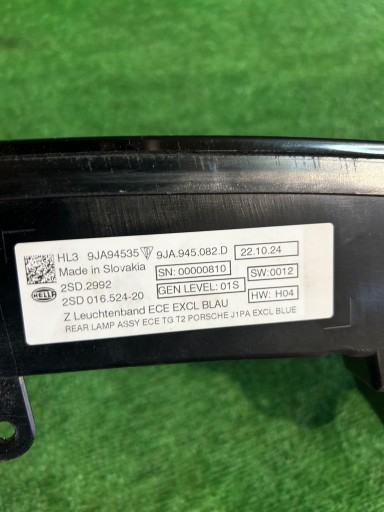 HL3 9JA94535 9JA.945.082.D 22.10.24
Made in Slovakia SN: 00000810 SW:0012
2SD.2992 GEN LEVEL: 01S
HELLA 2SD 016.524-20 HW: H04
Z Leuchtenband ECE EXCL BLAU
REAR LAMP ASSY ECE TG T2 PORSCHE J1PA EXCL BLUE